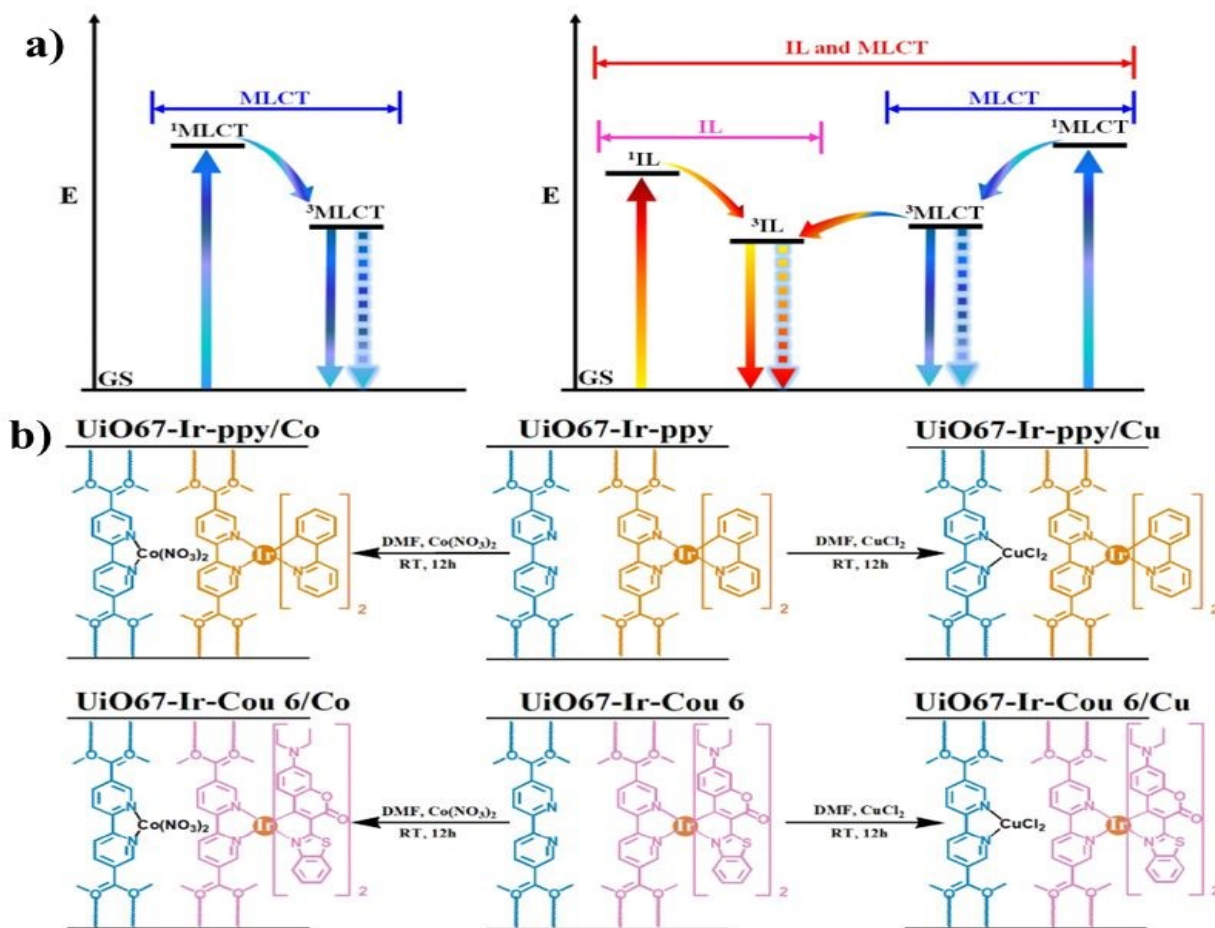 a)
E
GS
MLCT
¹MLCT
³MLCT
E
GS
IL and MLCT
IL
MLCT
¹IL
³IL
³MLCT
¹MLCT
b)
UiO67-Ir-ppy/Co
UiO67-Ir-ppy
UiO67-Ir-ppy/Cu
O O
N
N
Co(NO₃)₂
O O
O O
N
N
Ir
N
2
O O
DMF, Co(NO₃)₂
RT, 12h
O O
N
N
O O
O O
N
N
Ir
N
2
O O
DMF, CuCl₂
RT, 12h
O O
N
N
CuCl₂
O O
O O
N
N
Ir
N
2
O O
UiO67-Ir-Cou 6/Co
UiO67-Ir-Cou 6
UiO67-Ir-Cou 6/Cu
O O
N
N
Co(NO₃)₂
O O
O O
N
N
Ir
N
O
O
N
S
2
O O
DMF, Co(NO₃)₂
RT, 12h
O O
N
N
O O
O O
N
N
Ir
N
O
O
N
S
2
O O
DMF, CuCl₂
RT, 12h
O O
N
N
CuCl₂
O O
O O
N
N
Ir
N
O
O
N
S
2
O O